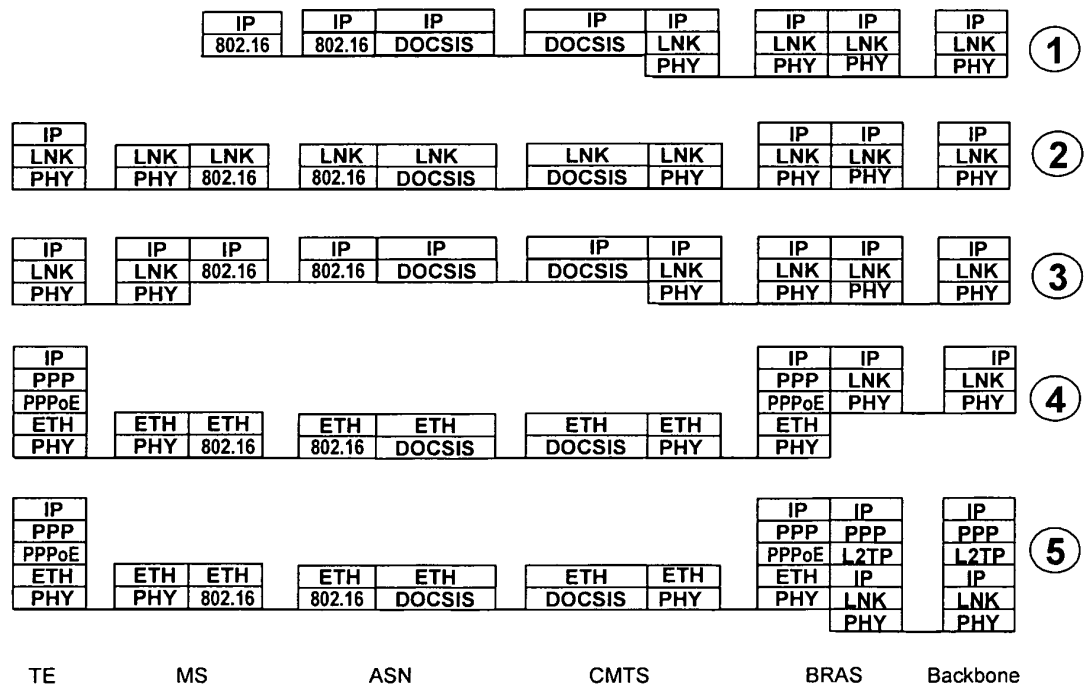 IP IP IP IP IP IP IP IP
802.16 802.16 DOCSIS DOCSIS LNK LNK LNK LNK 1
PHY PHY PHY PHY
IP IP IP IP
LNK LNK LNK LNK LNK LNK LNK LNK LNK LNK 2
PHY PHY 802.16 802.16 DOCSIS DOCSIS PHY PHY PHY PHY
IP IP IP IP IP IP IP IP IP IP
LNK LNK 802.16 802.16 DOCSIS DOCSIS LNK LNK LNK LNK 3
PHY PHY PHY PHY PHY PHY
IP IP IP IP
PPP PPP LNK LNK 4
PPPoE PPPoE PHY PHY
ETH ETH ETH ETH ETH ETH ETH ETH
PHY PHY 802.16 802.16 DOCSIS DOCSIS PHY PHY
IP IP IP IP
PPP PPP PPP PPP
PPPoE PPPoE L2TP L2TP 5
ETH ETH ETH ETH ETH ETH ETH ETH IP IP
PHY PHY 802.16 802.16 DOCSIS DOCSIS PHY PHY LNK LNK
PHY PHY
TE MS ASN CMTS BRAS Backbone